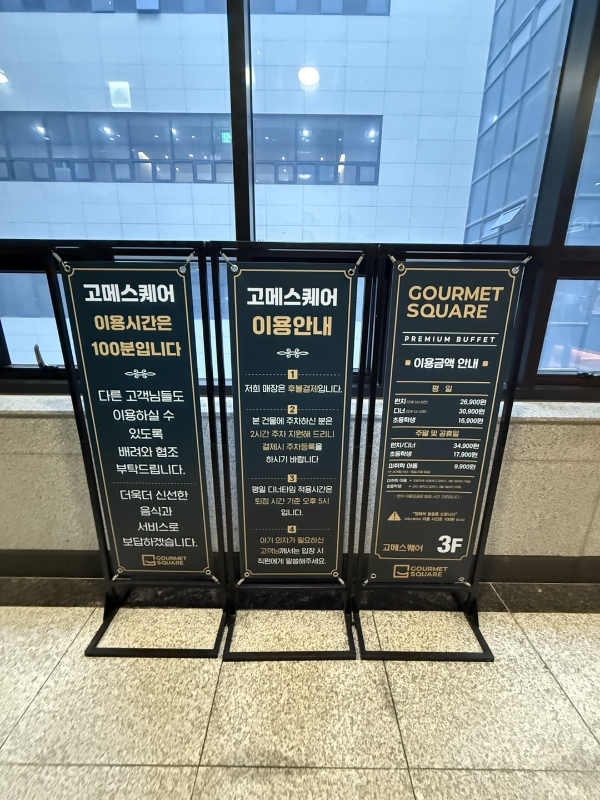 고메스퀘어
이용시간은
100분입니다
다른 고객님들도
이용하실 수
있도록
배려와 협조
부탁드립니다.
더욱더 신선한
음식과
서비스로
보답하겠습니다.
GOURMET
SQUARE
고메스퀘어
이용안내
1
저희 매장은 후불결제입니다.
2
본 건물에 주차하신 분은
2시간 주차 지원해 드리니
결제시 주차등록을
하시기 바랍니다
3
평일 디너타임 적용시간은
퇴점 시간 기준 오후 5시
입니다.
4
아기 의자가 필요하신
고객님께서는 입장 시
직원에게 말씀해주세요.
GOURMET
SQUARE
GOURMET
SQUARE
PREMIUM BUFFET
이용금액 안내
평 일
런치 26,900원
디너 30,900원
초등학생 16,900원
주말 및 공휴일
런치/디너 34,900원
초등학생 17,900원
미취학 아동 9,900원
미취학 아동
초등학생
고메스퀘어 3F
GOURMET
SQUARE